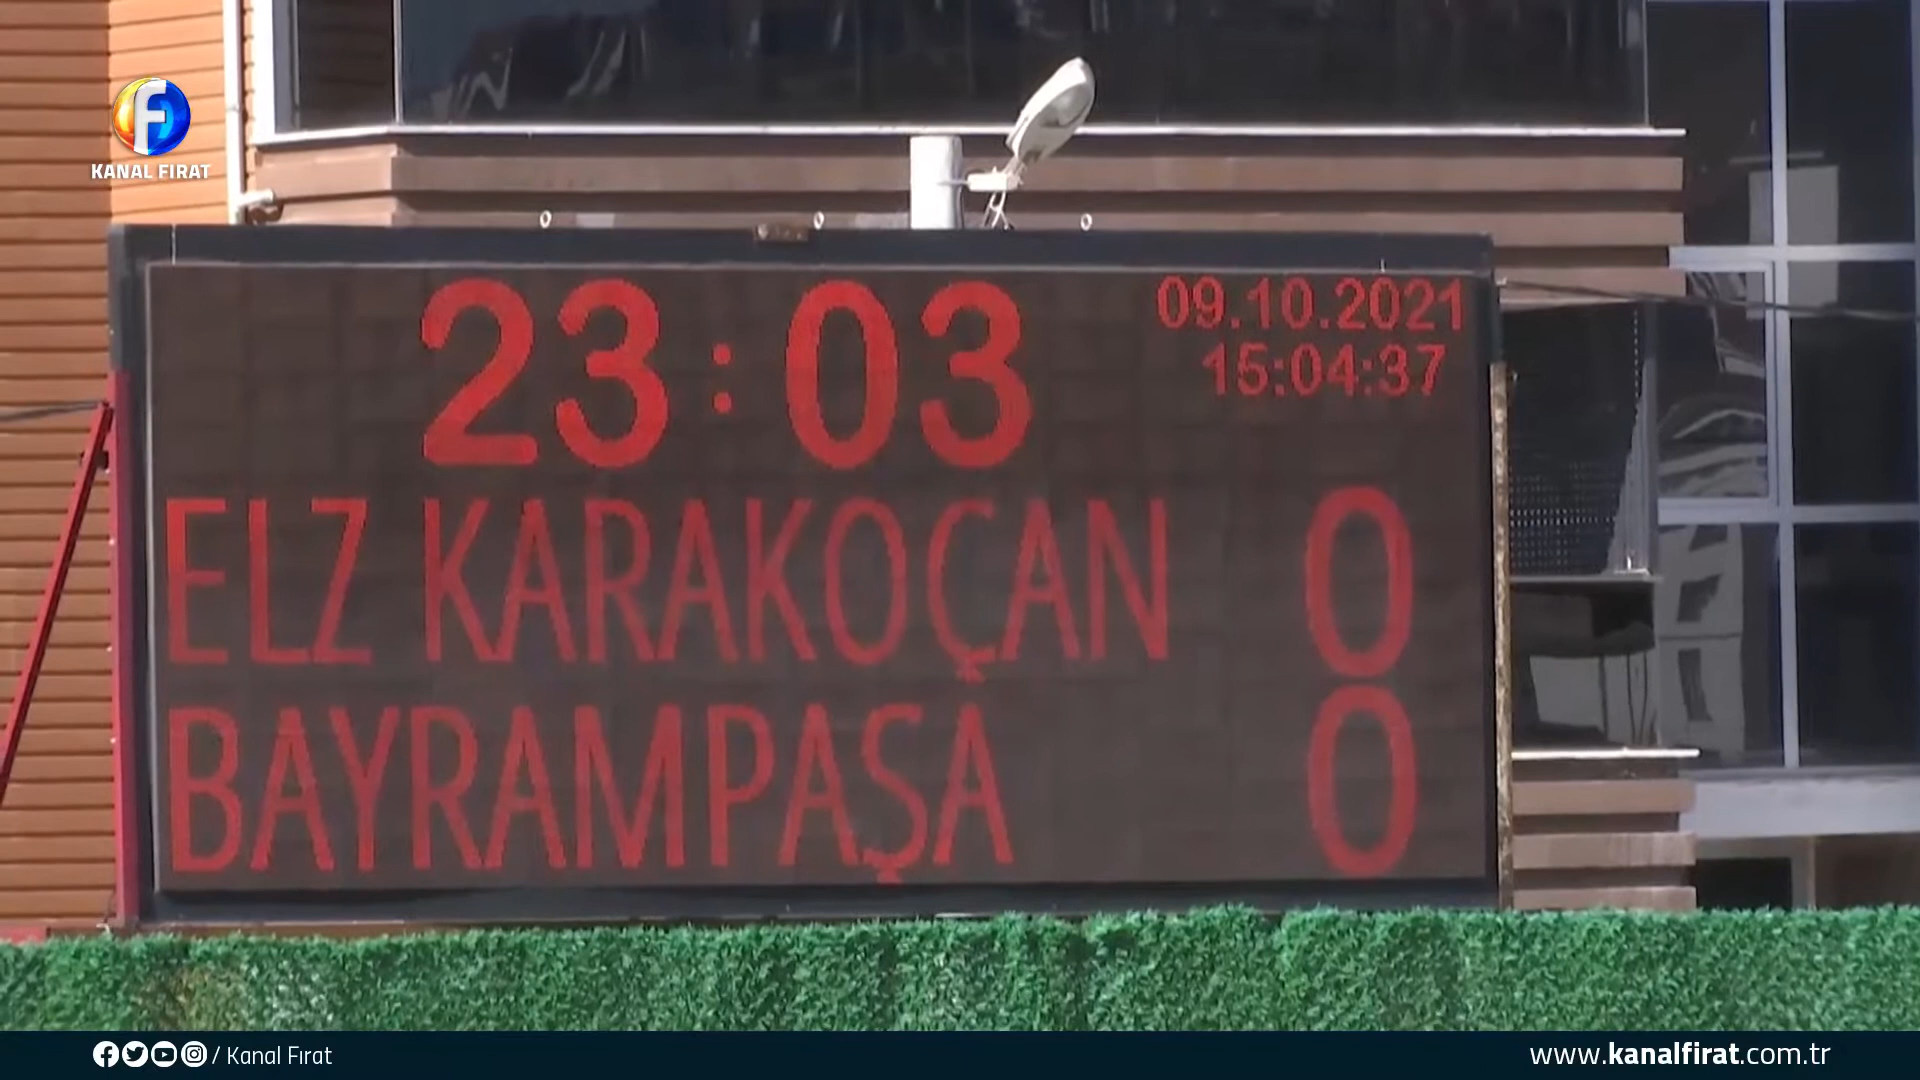 KANAL FIRAT
23:03
09.10.2021
15:04:37
ELZ KARAKOÇAN 0
BAYRAMPAŞA 0
/ Kanal Fırat
www.kanalfirat.com.tr